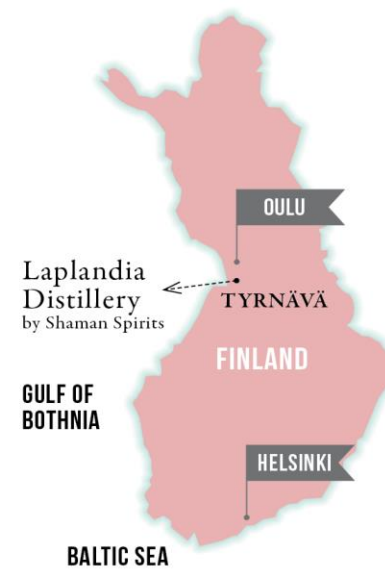 OULU
Laplandia
Distillery
by Shaman Spirits
TYRNÄVÄ
FINLAND
GULF OF
BOTHNIA
HELSINKI
BALTIC SEA